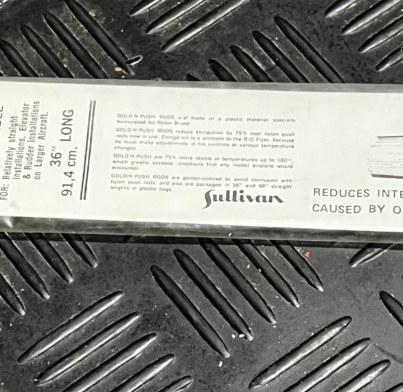 FOR: Relatively straight
Installations, Elevator
& Rudder Installations
on Larger Aircraft.
36" LONG
91,4 cm.
GOLD-N-PUSH RODS are made of a plastic material specially
formulated for Pylon Brand
GOLD-N-PUSH RODS reduce elongation by 75% over nylon push
rods now in use. Elongation is a problem to the R/C Flyer, because
he must make adjustments in his controls at various temperature
changes.
GOLD-N-PUSH are 75% more stable at temperatures up to 180°,
which greatly exceeds conditions that any model airplane would
encounter.
GOLD-N-PUSH RODS are golden-colored to avoid confusion with
nylon push rods, and also are packaged in 36" and 48" straight
lengths in plastic bags.
Sullivan
REDUCES INTE
CAUSED BY O